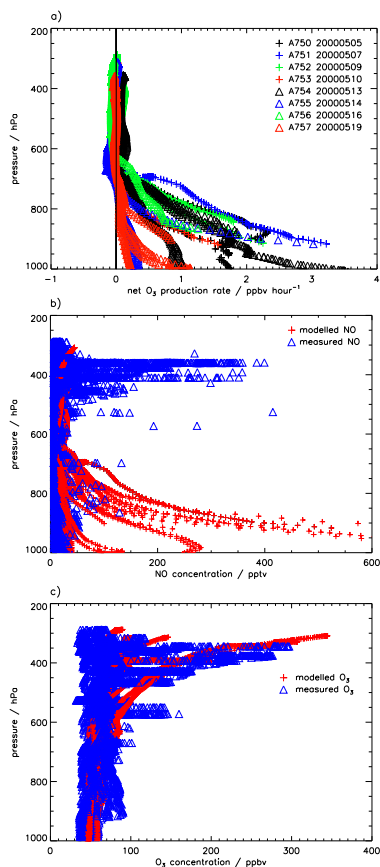 a)
200
400
600
800
1000
pressure / hPa
A750 20000505
A751 20000507
A752 20000509
A753 20000510
A754 20000513
A755 20000514
A756 20000516
A757 20000519
−1 0 1 2 3 4
net O₃ production rate / ppbv hour⁻¹
b)
200
400
600
800
1000
pressure / hPa
modelled NO
measured NO
0 200 400 600
NO concentration / pptv
c)
200
400
600
800
1000
pressure / hPa
modelled O₃
measured O₃
0 100 200 300 400
O₃ concentration / ppbv